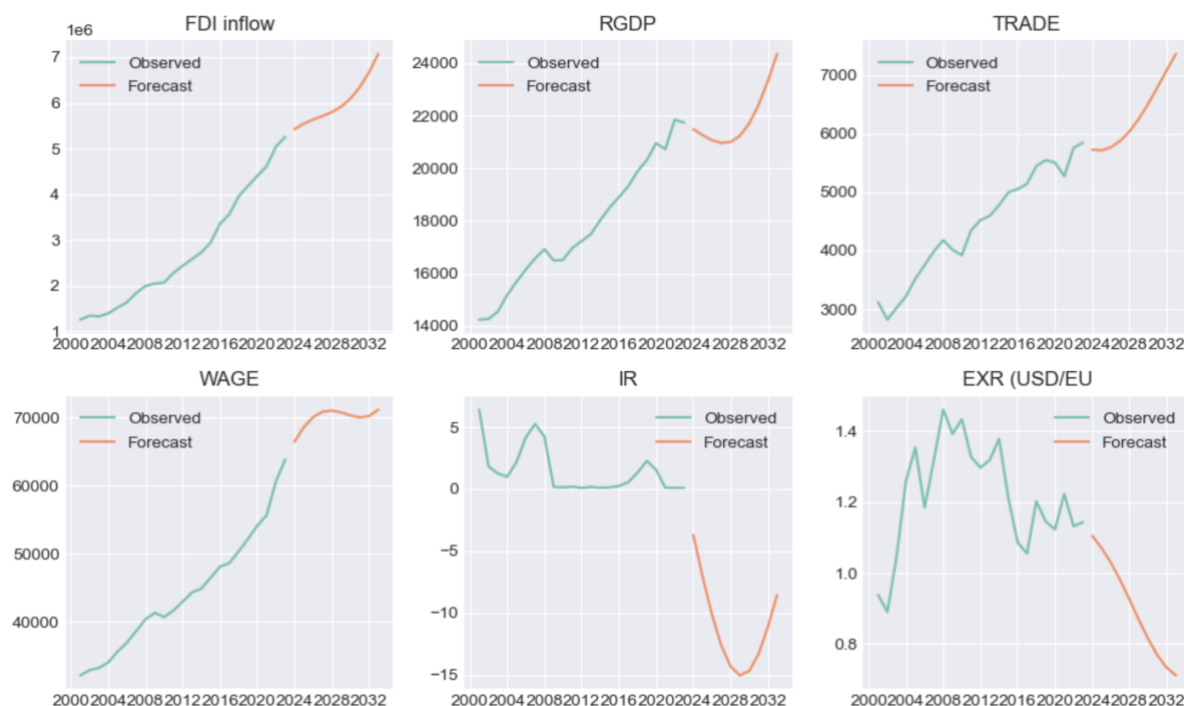 FDI inflow
1e6
Observed
Forecast
7
6
5
4
3
2
1
2000 2004 2008 2012 2016 2020 2024 2028 2032
RGDP
Observed
Forecast
24000
22000
20000
18000
16000
14000
2000 2004 2008 2012 2016 2020 2024 2028 2032
TRADE
Observed
Forecast
7000
6000
5000
4000
3000
2000 2004 2008 2012 2016 2020 2024 2028 2032
WAGE
Observed
Forecast
70000
60000
50000
40000
2000 2004 2008 2012 2016 2020 2024 2028 2032
IR
Observed
Forecast
5
0
−5
−10
−15
2000 2004 2008 2012 2016 2020 2024 2028 2032
EXR (USD/EU
Observed
Forecast
1.4
1.2
1.0
0.8
2000 2004 2008 2012 2016 2020 2024 2028 2032